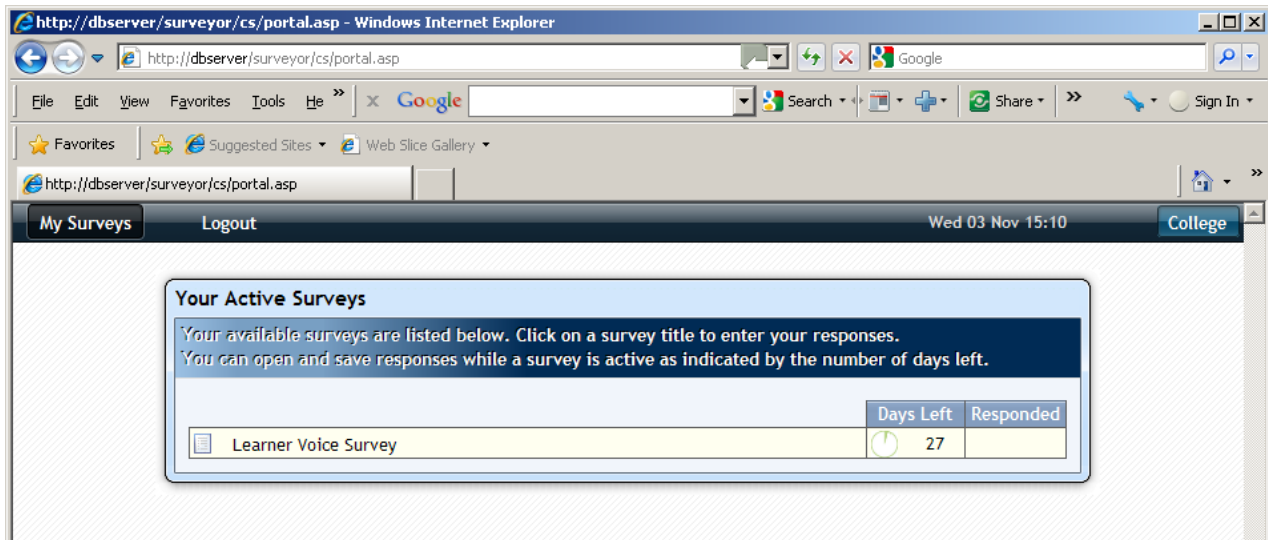 http://dbserver/surveyor/cs/portal.asp - Windows Internet Explorer
http://dbserver/surveyor/cs/portal.asp Google
File Edit View Favorites Tools He » x Google Search Share » Sign In
Favorites Suggested Sites Web Slice Gallery
http://dbserver/surveyor/cs/portal.asp »
My Surveys Logout Wed 03 Nov 15:10 College
Your Active Surveys
Your available surveys are listed below. Click on a survey title to enter your responses.
You can open and save responses while a survey is active as indicated by the number of days left.
Days Left Responded
Learner Voice Survey 27